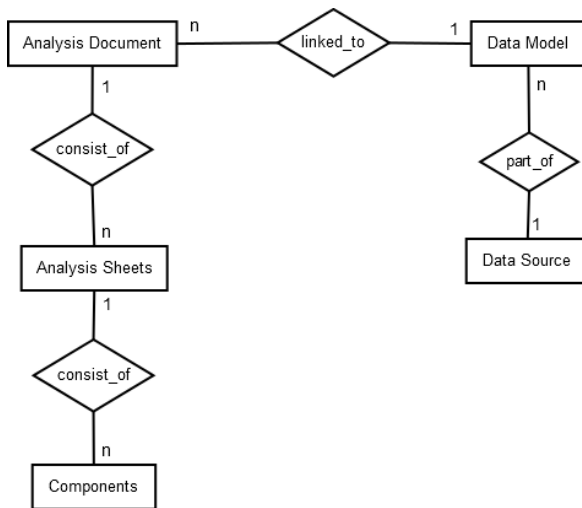 Analysis Document
n
linked_to
1
Data Model
1
n
consist_of
part_of
n
1
Analysis Sheets
Data Source
1
consist_of
n
Components